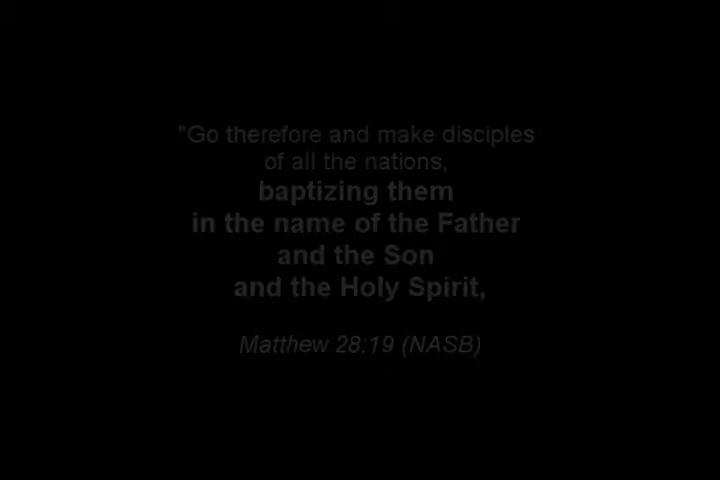 "Go therefore and make disciples
of all the nations,
baptizing them
in the name of the Father
and the Son
and the Holy Spirit,
Matthew 28:19 (NASB)